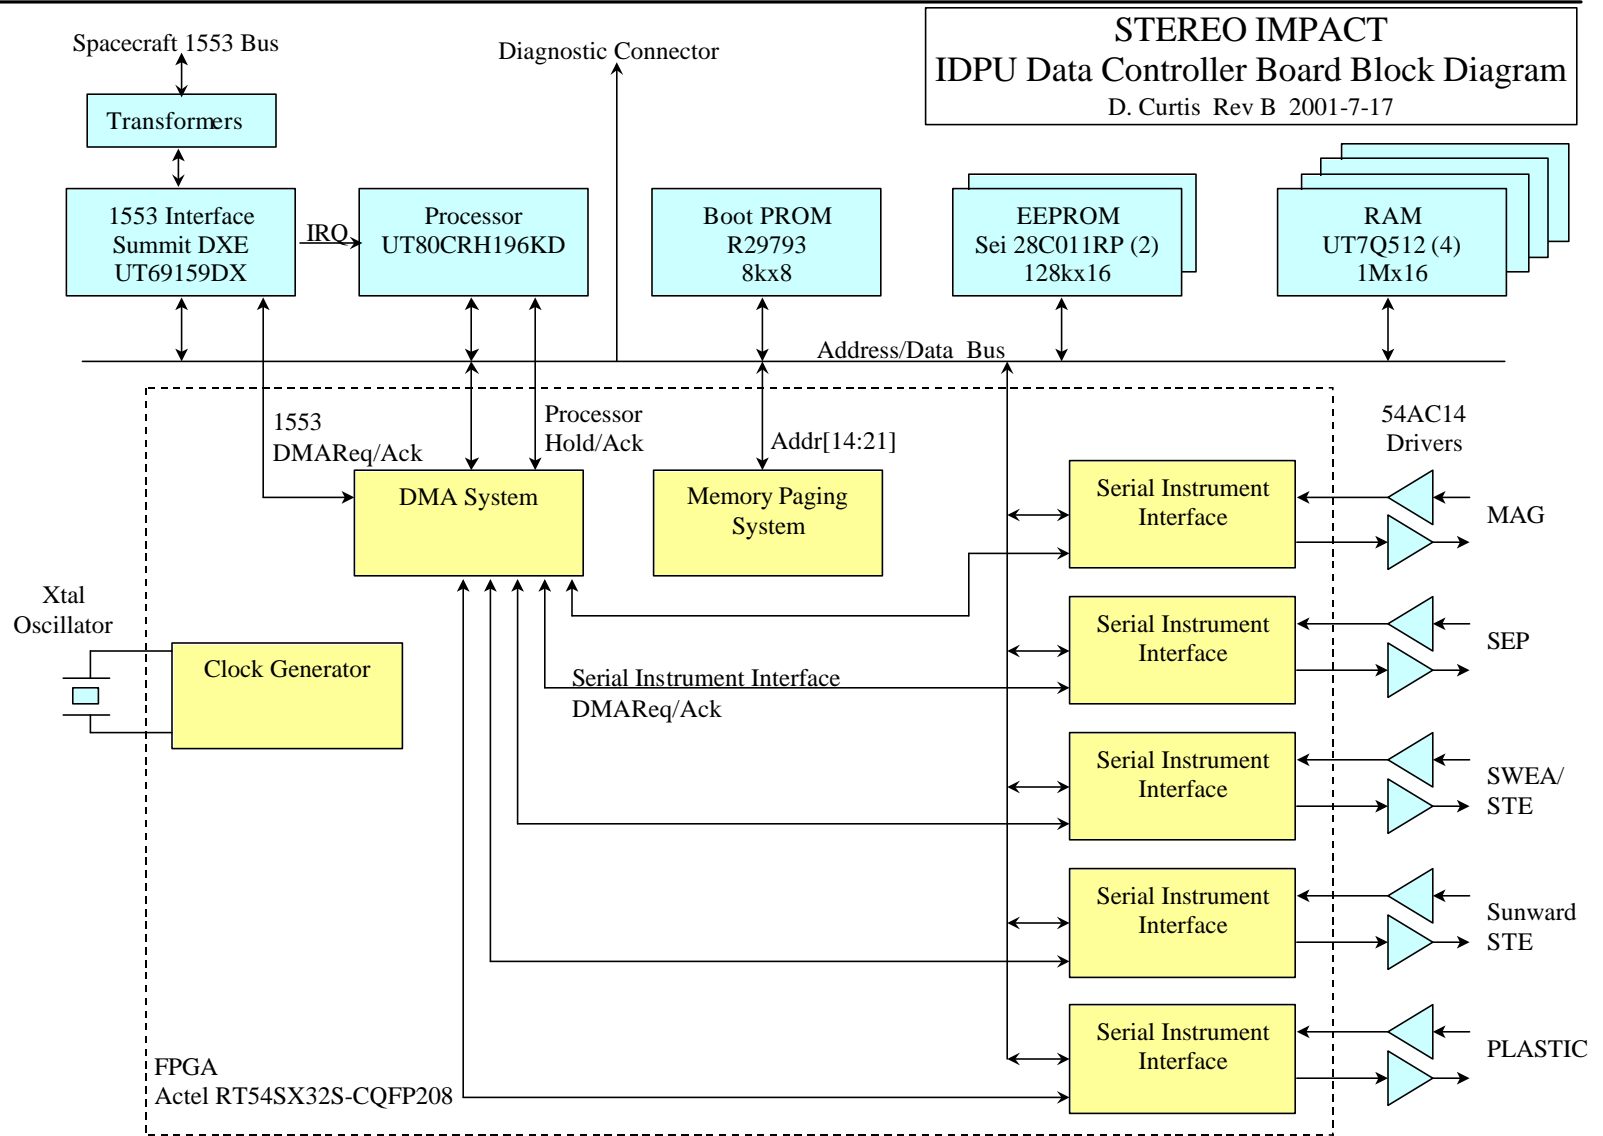 STEREO IMPACT
IDPU Data Controller Board Block Diagram
D. Curtis Rev B 2001-7-17
Spacecraft 1553 Bus
Diagnostic Connector
Transformers
1553 Interface
Summit DXE
UT69159DX
IRQ
Processor
UT80CRH196KD
Boot PROM
R29793
8kx8
EEPROM
Sei 28C011RP (2)
128kx16
RAM
UT7Q512 (4)
1Mx16
Address/Data Bus
1553
DMAReq/Ack
Processor
Hold/Ack
Addr[14:21]
54AC14
Drivers
DMA System
Memory Paging
System
Serial Instrument
Interface
MAG
Xtal
Oscillator
Clock Generator
Serial Instrument Interface
DMAReq/Ack
Serial Instrument
Interface
SEP
Serial Instrument
Interface
SWEA/
STE
Serial Instrument
Interface
Sunward
STE
Serial Instrument
Interface
PLASTIC
FPGA
Actel RT54SX32S-CQFP208